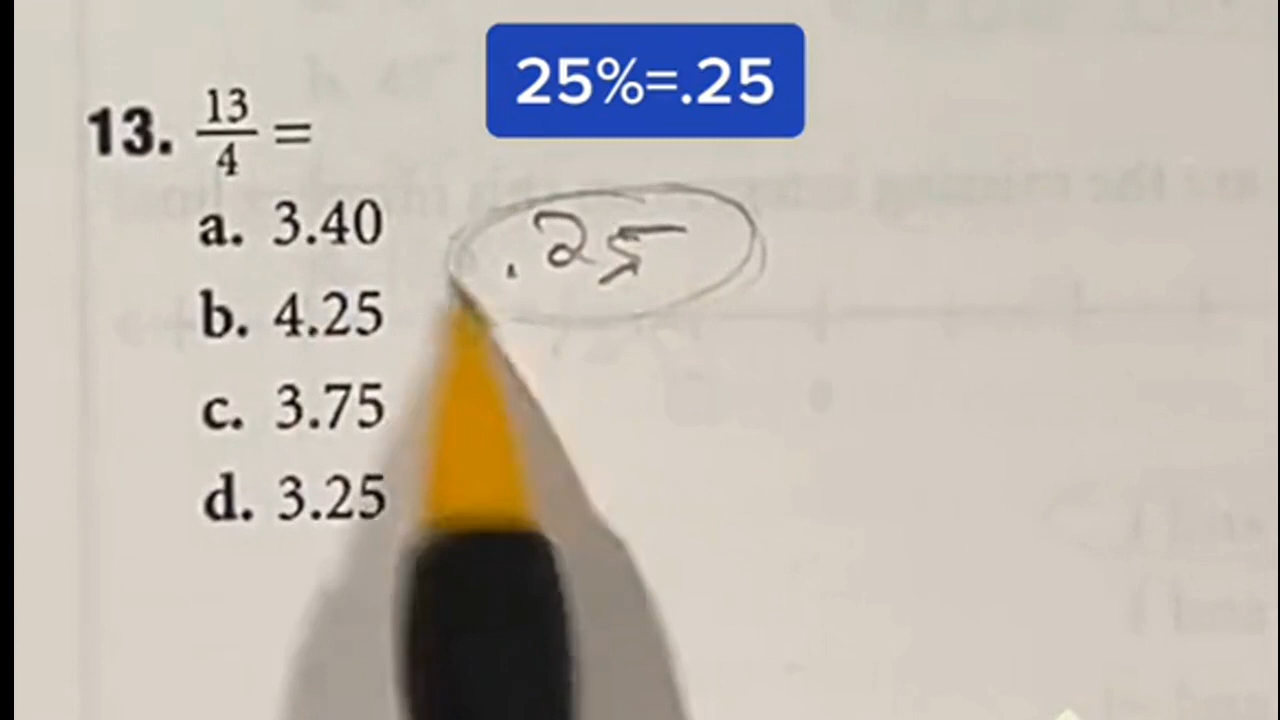 25%=.25
13. 13/4 =
a. 3.40
.25
b. 4.25
c. 3.75
d. 3.25